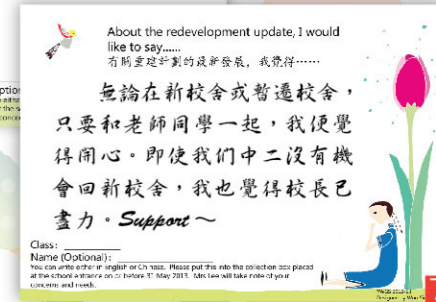 About the redevelopment update, I would
like to say......
有關重建計劃的最新發展，我覺得……
無論在新校舍或暫遷校舍，
只要和老師同學一起，我便覺
得開心。即使我们中二沒有機
會回新校舍，我也覺得校長已
盡力。Support～
Class:
Name (Optional):
You can write either in English or Chinese. Please put this into the collection box placed
at the school entrance on or before 31 May 2013. Mrs Lee will take note of your
concerns and needs.